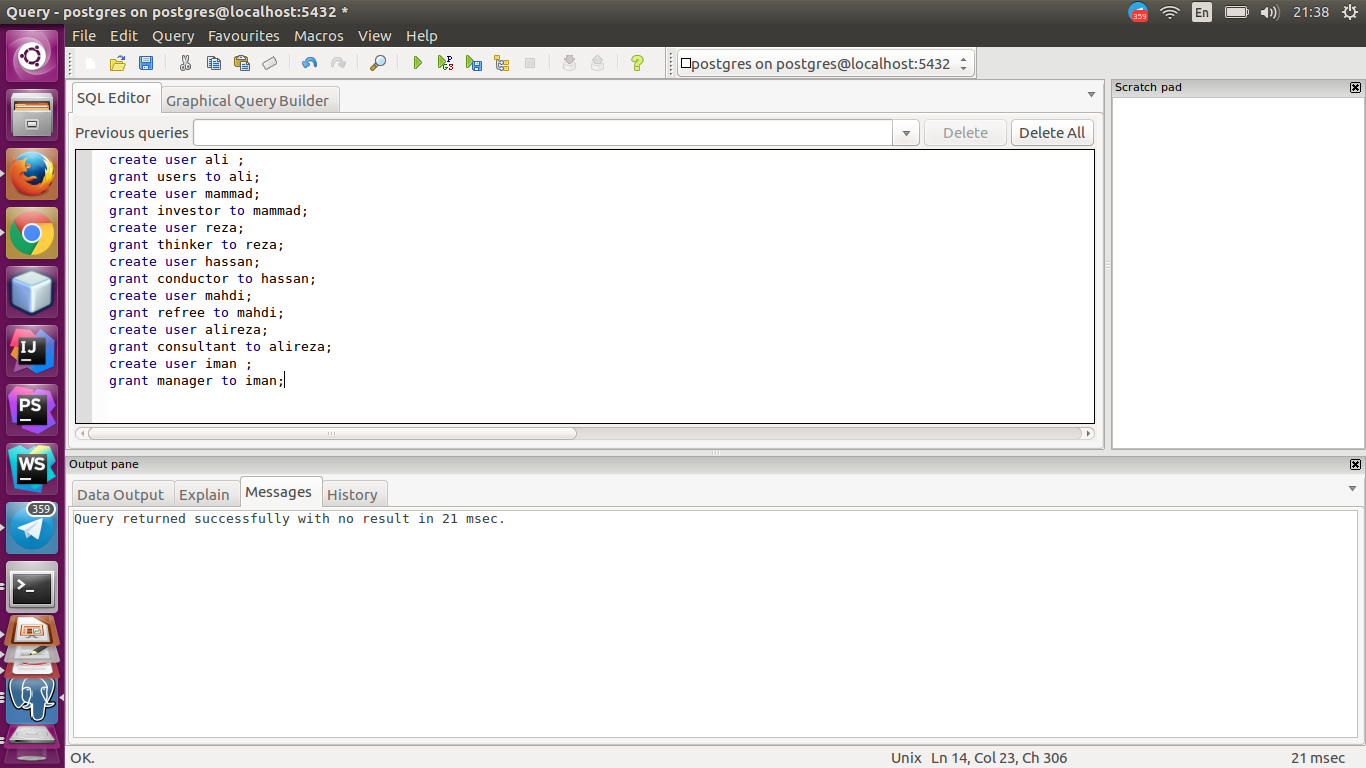 Query - postgres on postgres@localhost:5432 *
359
En
21:38
File Edit Query Favourites Macros View Help
postgres on postgres@localhost:5432
SQL Editor
Graphical Query Builder
Scratch pad
Previous queries
Delete
Delete All
create user ali ;
grant users to ali;
create user mammad;
grant investor to mammad;
create user reza;
grant thinker to reza;
create user hassan;
grant conductor to hassan;
create user mahdi;
grant refree to mahdi;
create user alireza;
grant consultant to alireza;
create user iman ;
grant manager to iman;
IJ
PS
WS
359
Output pane
Data Output
Explain
Messages
History
Query returned successfully with no result in 21 msec.
OK.
Unix
Ln 14, Col 23, Ch 306
21 msec